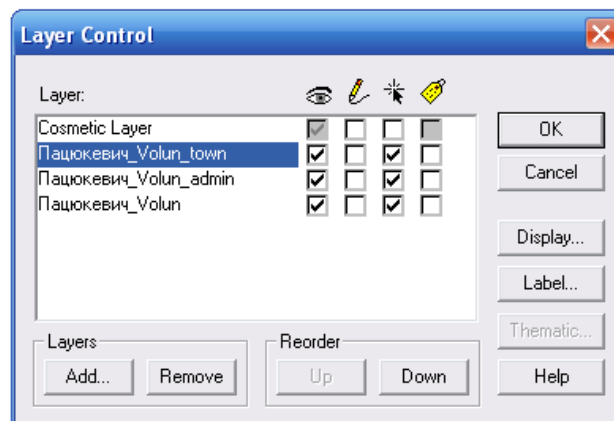 Layer Control
Layer:
Cosmetic Layer
Пацюкевич_Volun_town
Пацюкевич_Volun_admin
Пацюкевич_Volun
OK
Cancel
Display...
Label...
Thematic...
Help
Layers
Add...
Remove
Reorder
Up
Down